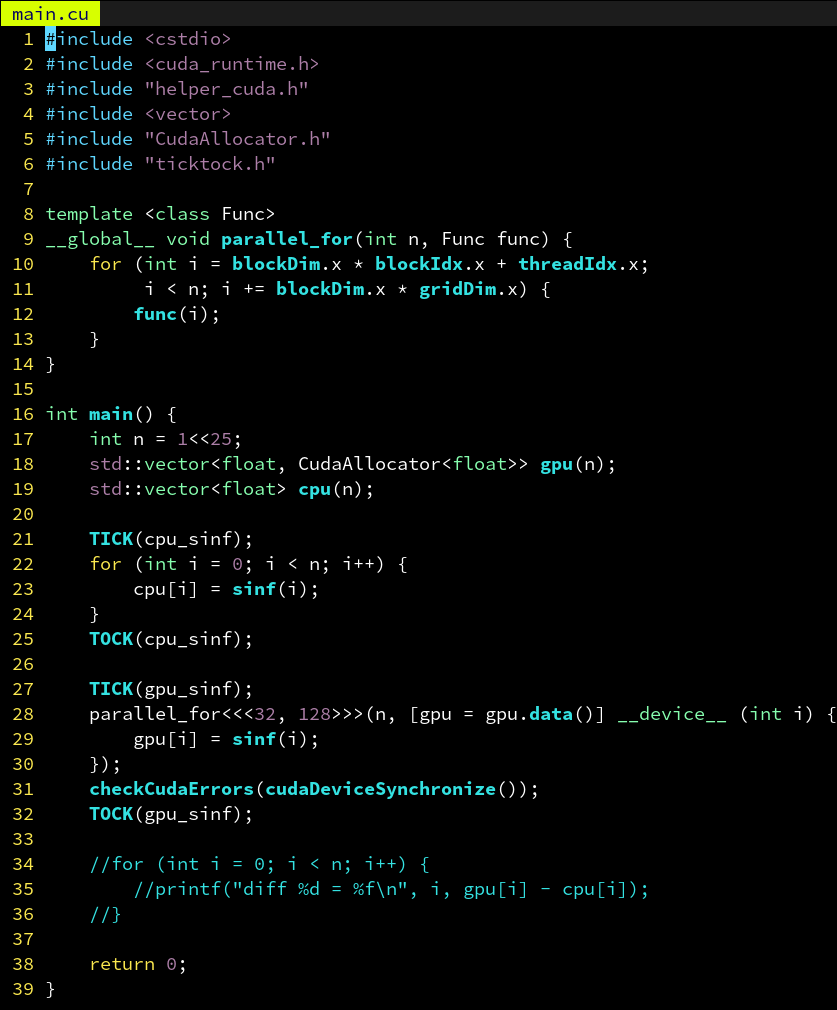 main.cu
1 #include <cstdio>
2 #include <cuda_runtime.h>
3 #include "helper_cuda.h"
4 #include <vector>
5 #include "CudaAllocator.h"
6 #include "ticktock.h"
7
8 template <class Func>
9 __global__ void parallel_for(int n, Func func) {
10     for (int i = blockDim.x * blockIdx.x + threadIdx.x;
11          i < n; i += blockDim.x * gridDim.x) {
12         func(i);
13     }
14 }
15
16 int main() {
17     int n = 1<<25;
18     std::vector<float, CudaAllocator<float>> gpu(n);
19     std::vector<float> cpu(n);
20
21     TICK(cpu_sinf);
22     for (int i = 0; i < n; i++) {
23         cpu[i] = sinf(i);
24     }
25     TOCK(cpu_sinf);
26
27     TICK(gpu_sinf);
28     parallel_for<<<32, 128>>>(n, [gpu = gpu.data()] __device__ (int i) {
29         gpu[i] = sinf(i);
30     });
31     checkCudaErrors(cudaDeviceSynchronize());
32     TOCK(gpu_sinf);
33
34     //for (int i = 0; i < n; i++) {
35         //printf("diff %d = %f\n", i, gpu[i] - cpu[i]);
36     //}
37
38     return 0;
39 }